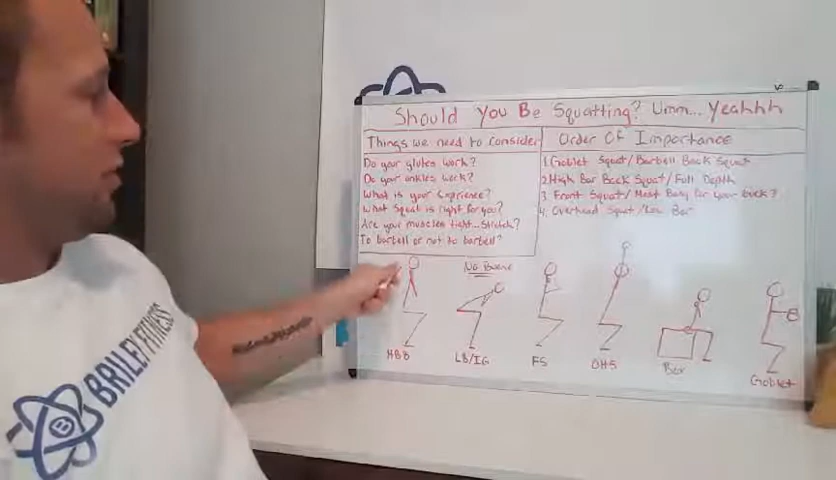 Should You Be Squatting? Umm... Yeahhh
Things we need to Consider
Do your glutes work?
Do your ankles work?
What is your Exprience?
What Squat is right for you?
Are your muscles tight...Stretch?
To barbell or not to barbell?
Order Of Importance
1. Goblet Squat/Barbell Back Squat
2. High Bar Back Squat/Full Depth
3. Front Squat/Most Bang for your buck?
4. Overhead Squat/Low Bar
No Bueno
HBB
LB/IG
FS
OHS
Box
Goblet
BRILEY FITNESS
B